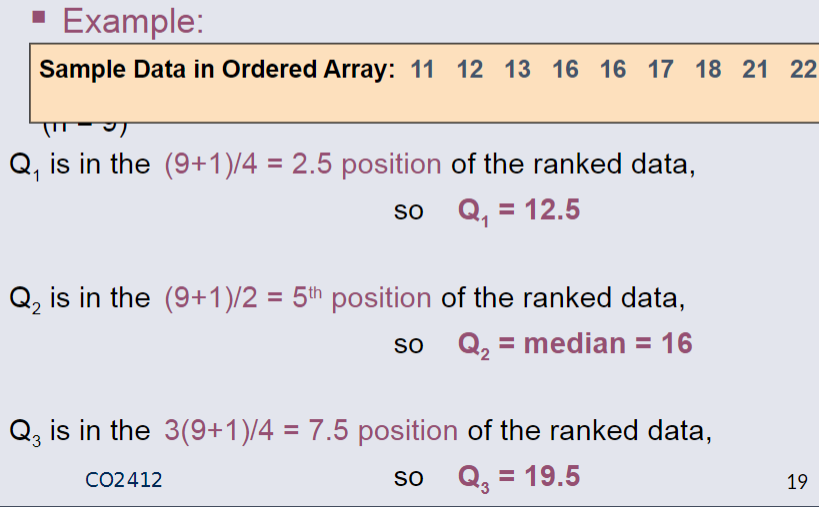 Example:
Sample Data in Ordered Array: 11 12 13 16 16 17 18 21 22
(n = 9)
Q₁ is in the (9+1)/4 = 2.5 position of the ranked data,
so Q₁ = 12.5
Q₂ is in the (9+1)/2 = 5th position of the ranked data,
so Q₂ = median = 16
Q₃ is in the 3(9+1)/4 = 7.5 position of the ranked data,
CO2412 so Q₃ = 19.5 19